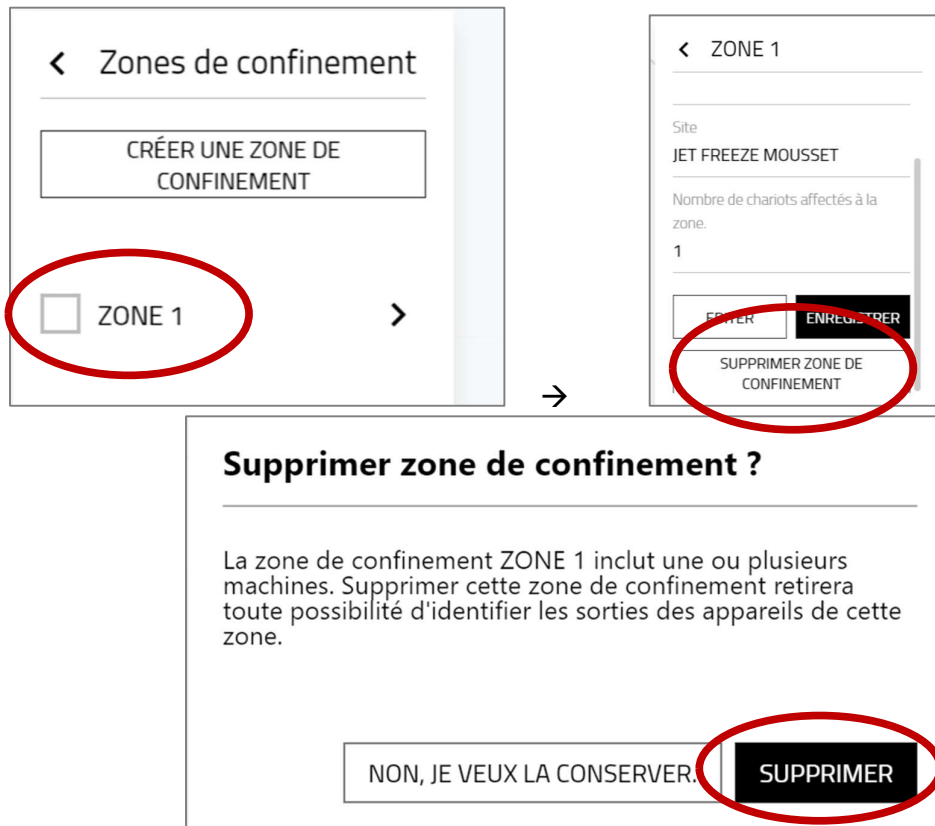 Zones de confinement
CRÉER UNE ZONE DE
CONFINEMENT
ZONE 1
→
ZONE 1
Site
JET FREEZE MOUSSET
Nombre de chariots affectés à la
zone.
1
EDITER
ENREGISTRER
SUPPRIMER ZONE DE
CONFINEMENT
Supprimer zone de confinement ?
La zone de confinement ZONE 1 inclut une ou plusieurs
machines. Supprimer cette zone de confinement retirera
toute possibilité d'identifier les sorties des appareils de cette
zone.
NON, JE VEUX LA CONSERVER.
SUPPRIMER